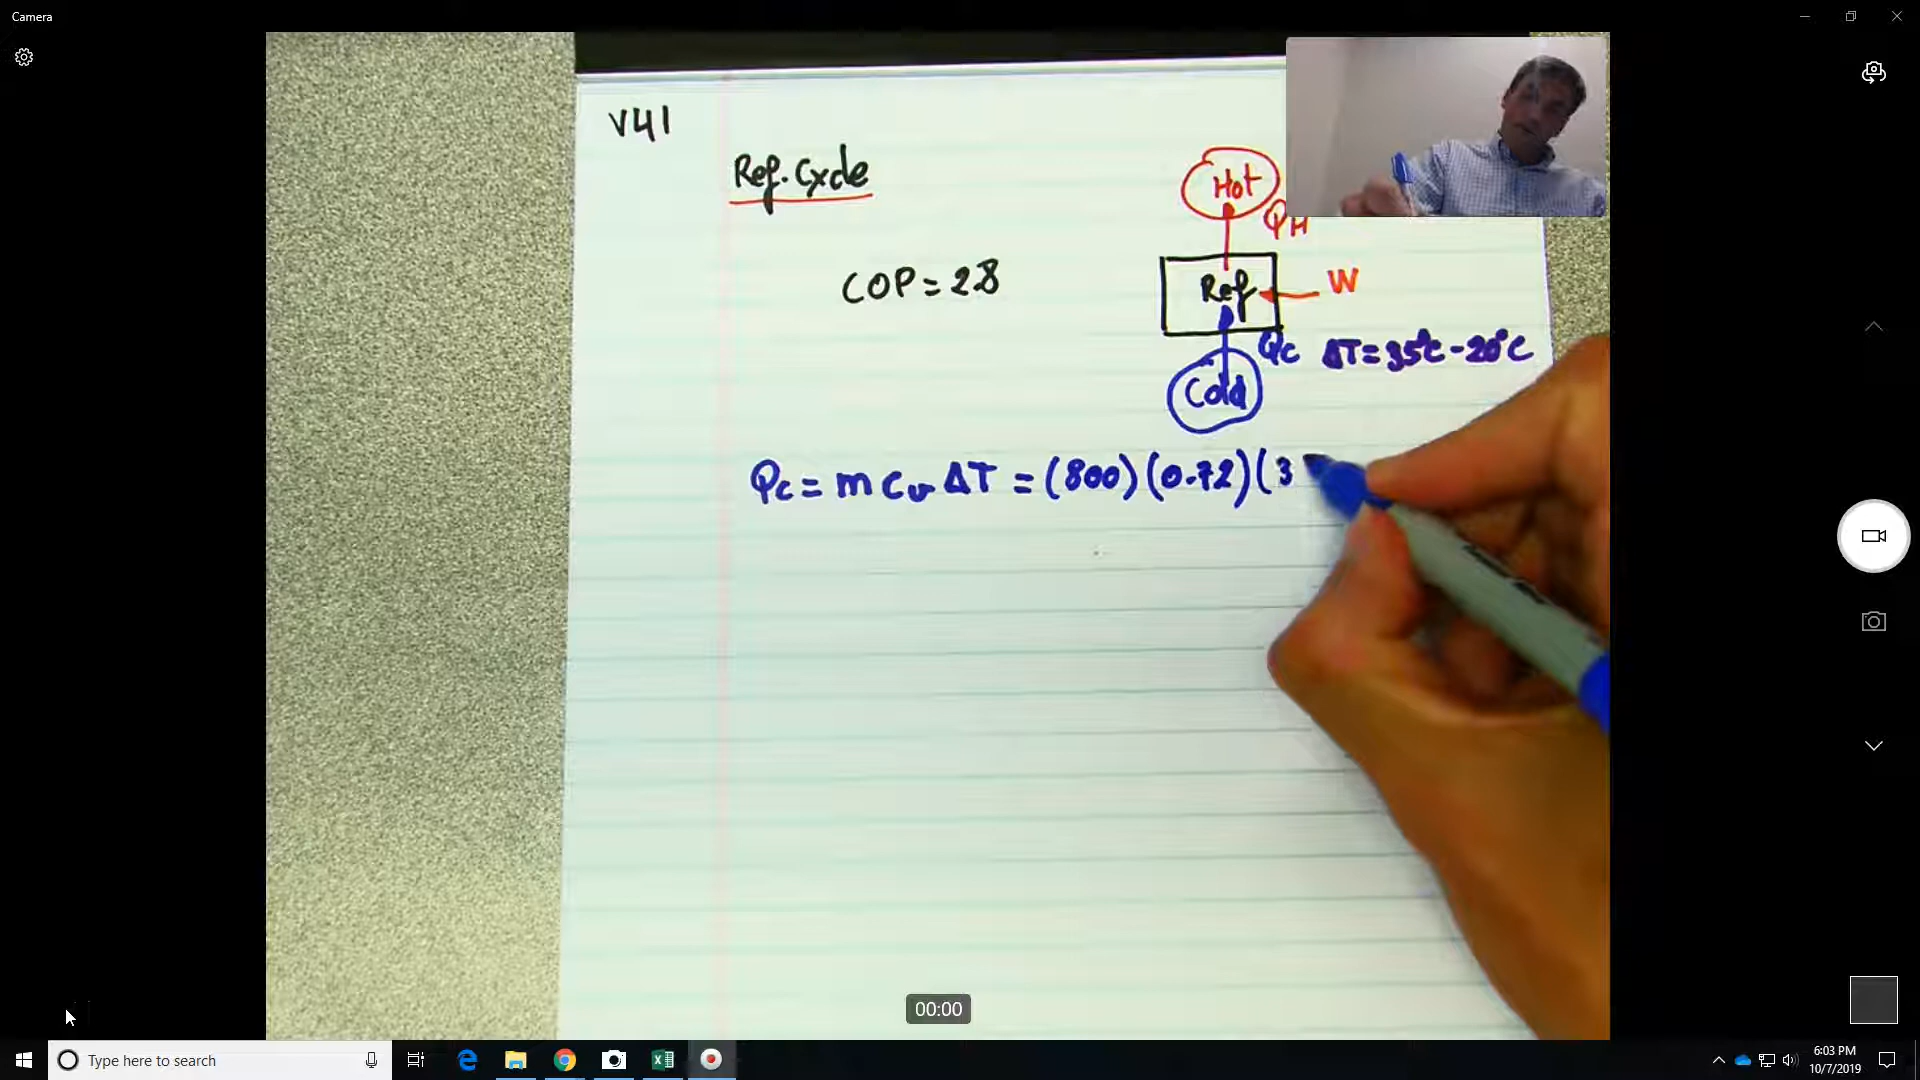 Camera
V41
Ref. Cycle
Hot
QH
COP = 2.8
Ref
W
Qc ΔT = 35°C - 20°C
Cold
Qc = m cv ΔT = (800)(0.72)(3
00:00
Type here to search
6:03 PM
10/7/2019